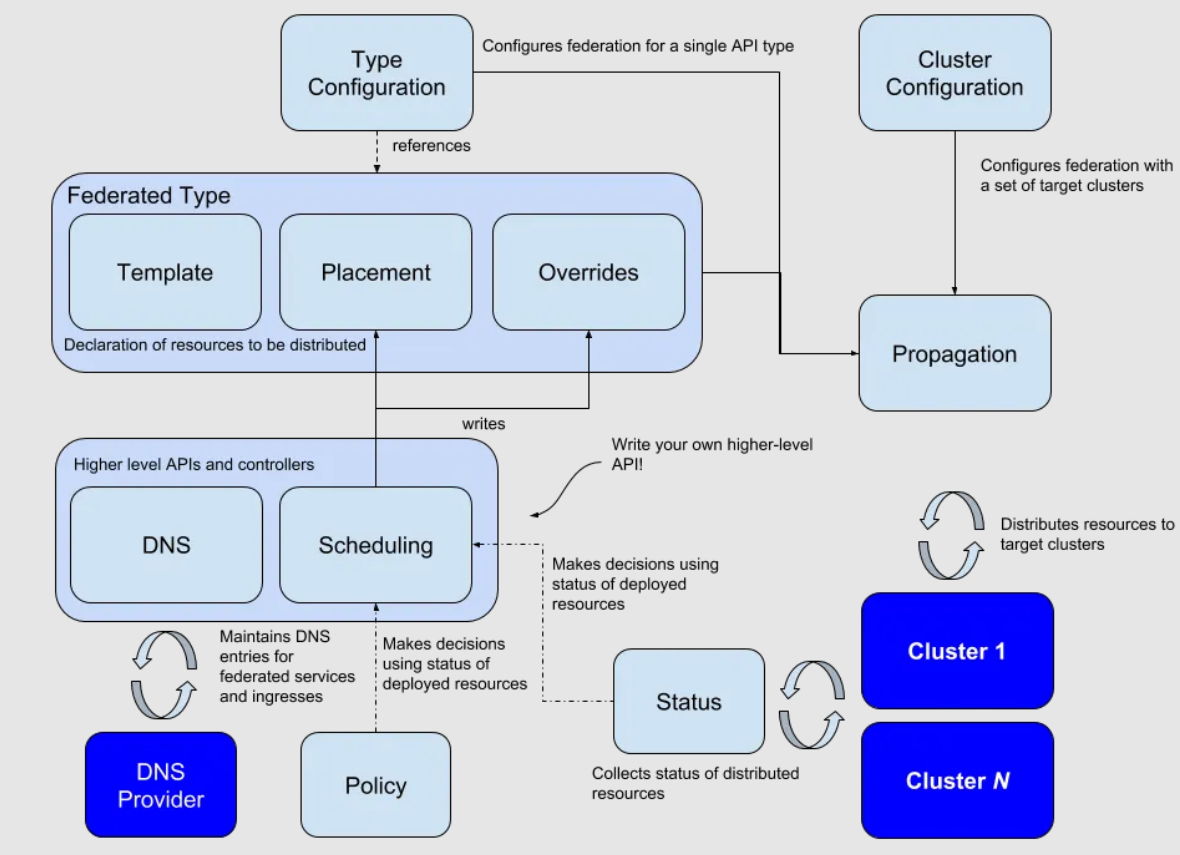 Type
Configuration
Configures federation for a single API type
Cluster
Configuration
references
Configures federation with
a set of target clusters
Federated Type
Template
Placement
Overrides
Declaration of resources to be distributed
Propagation
writes
Higher level APIs and controllers
Write your own higher-level
API!
DNS
Scheduling
Distributes resources to
target clusters
Makes decisions using
status of deployed
resources
Maintains DNS
entries for
federated services
and ingresses
Makes decisions
using status of
deployed resources
Cluster 1
Status
DNS
Provider
Policy
Collects status of distributed
resources
Cluster N